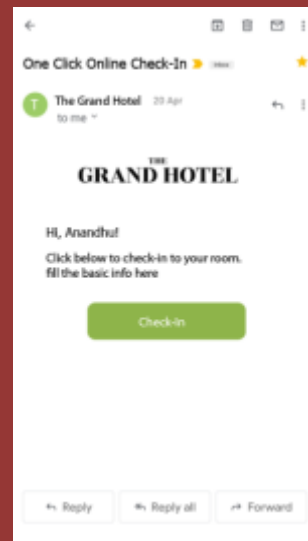 One Click Online Check-In
Inbox
T
The Grand Hotel 20 Apr
to me
THE
GRAND HOTEL
Hi, Anandhu!
Click below to check-in to your room.
fill the basic info here
Check-In
Reply
Reply all
Forward